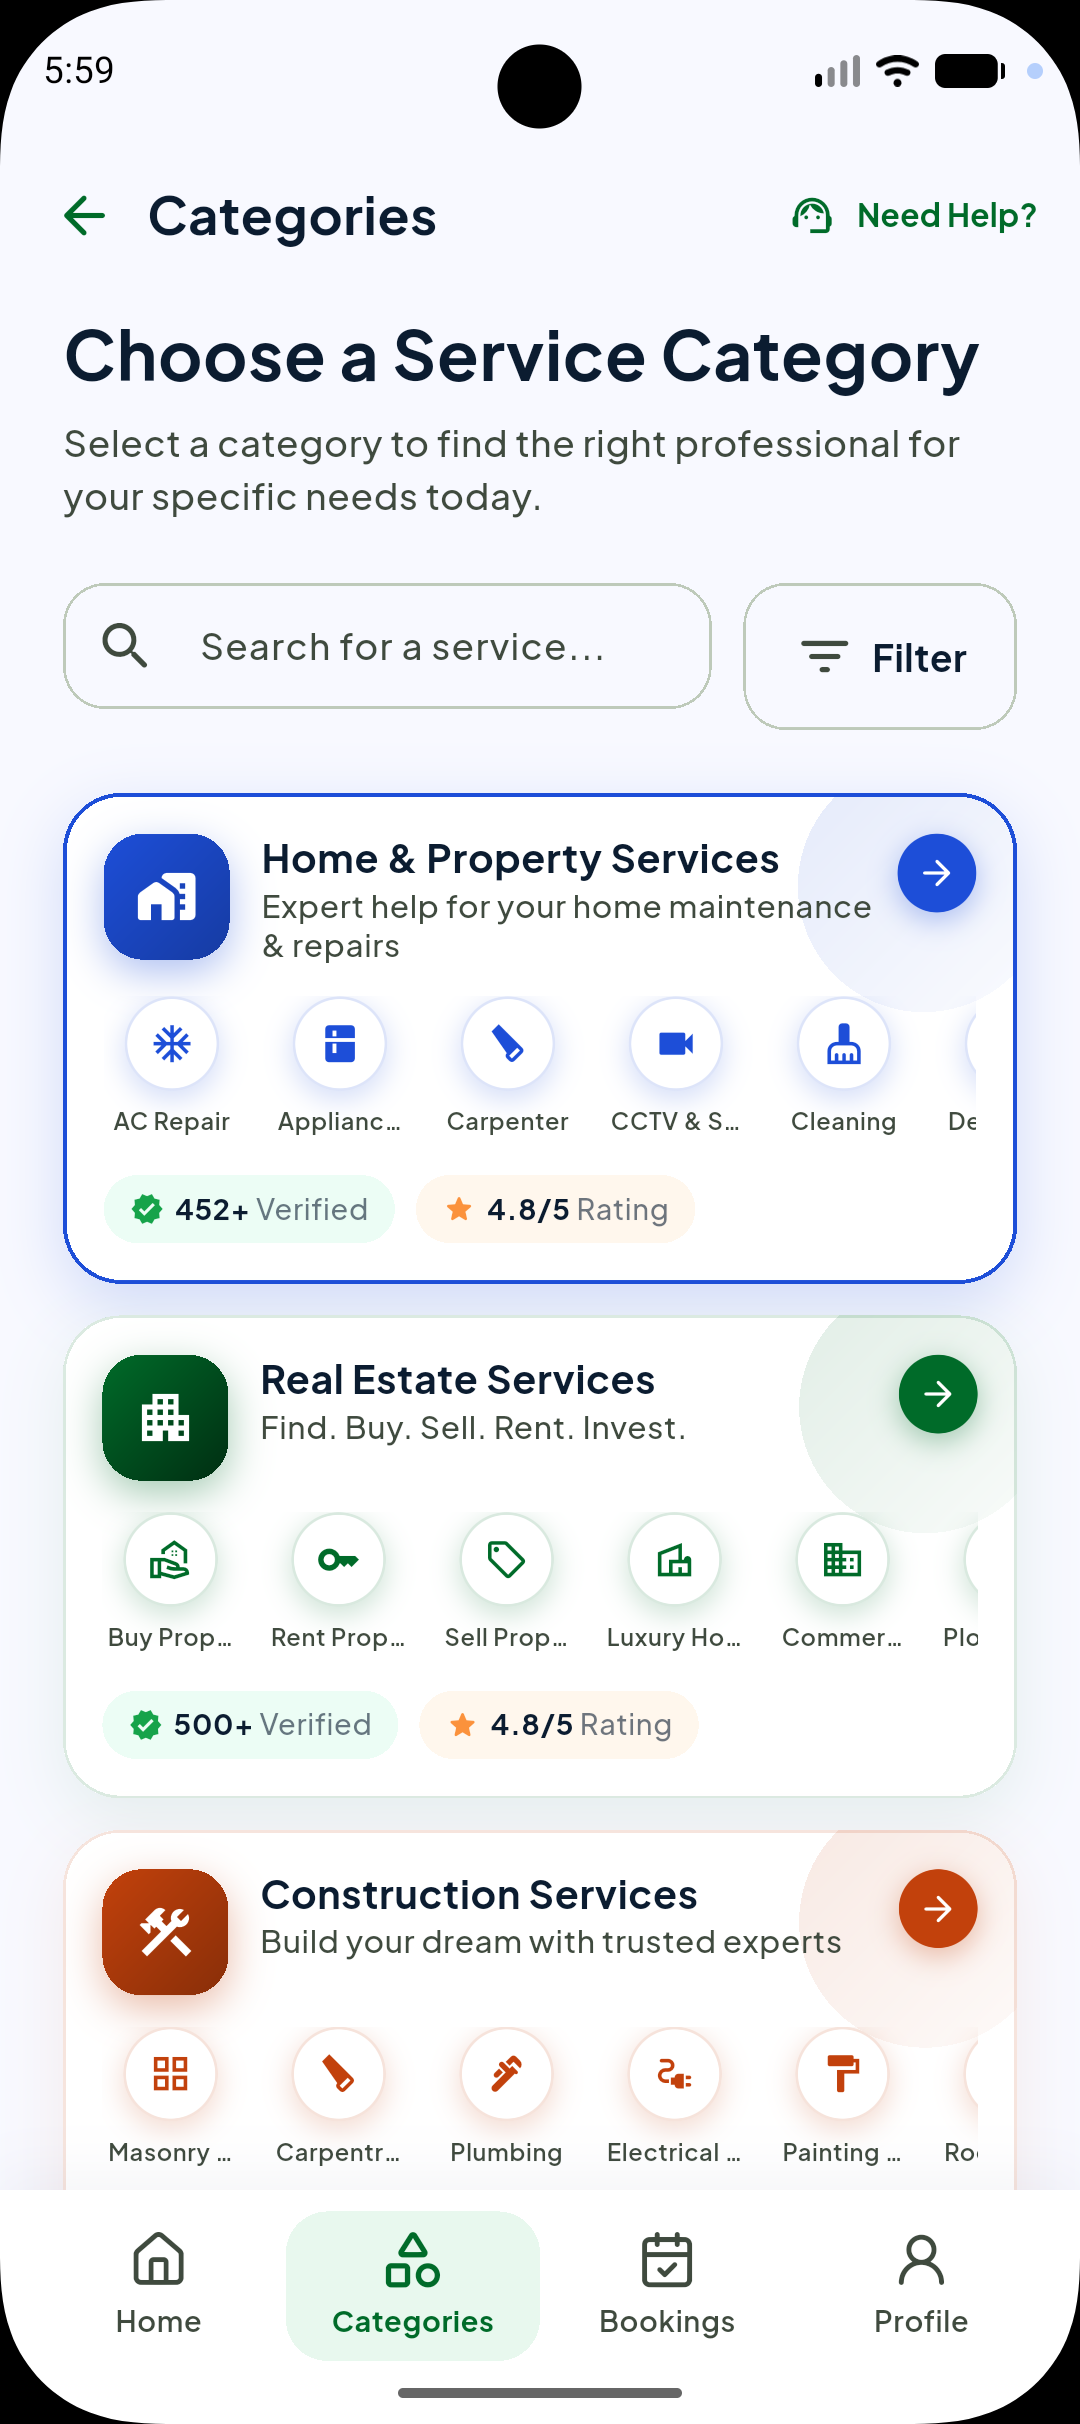 5:59
Categories
Need Help?
Choose a Service Category
Select a category to find the right professional for
your specific needs today.
Search for a service...
Filter
Home & Property Services
Expert help for your home maintenance
& repairs
AC Repair
Applianc...
Carpenter
CCTV & S...
Cleaning
De
452+ Verified
4.8/5 Rating
Real Estate Services
Find. Buy. Sell. Rent. Invest.
Buy Prop...
Rent Prop...
Sell Prop...
Luxury Ho...
Commer...
Plo
500+ Verified
4.8/5 Rating
Construction Services
Build your dream with trusted experts
Masonry ...
Carpentr...
Plumbing
Electrical ...
Painting ...
Roo
Home
Categories
Bookings
Profile